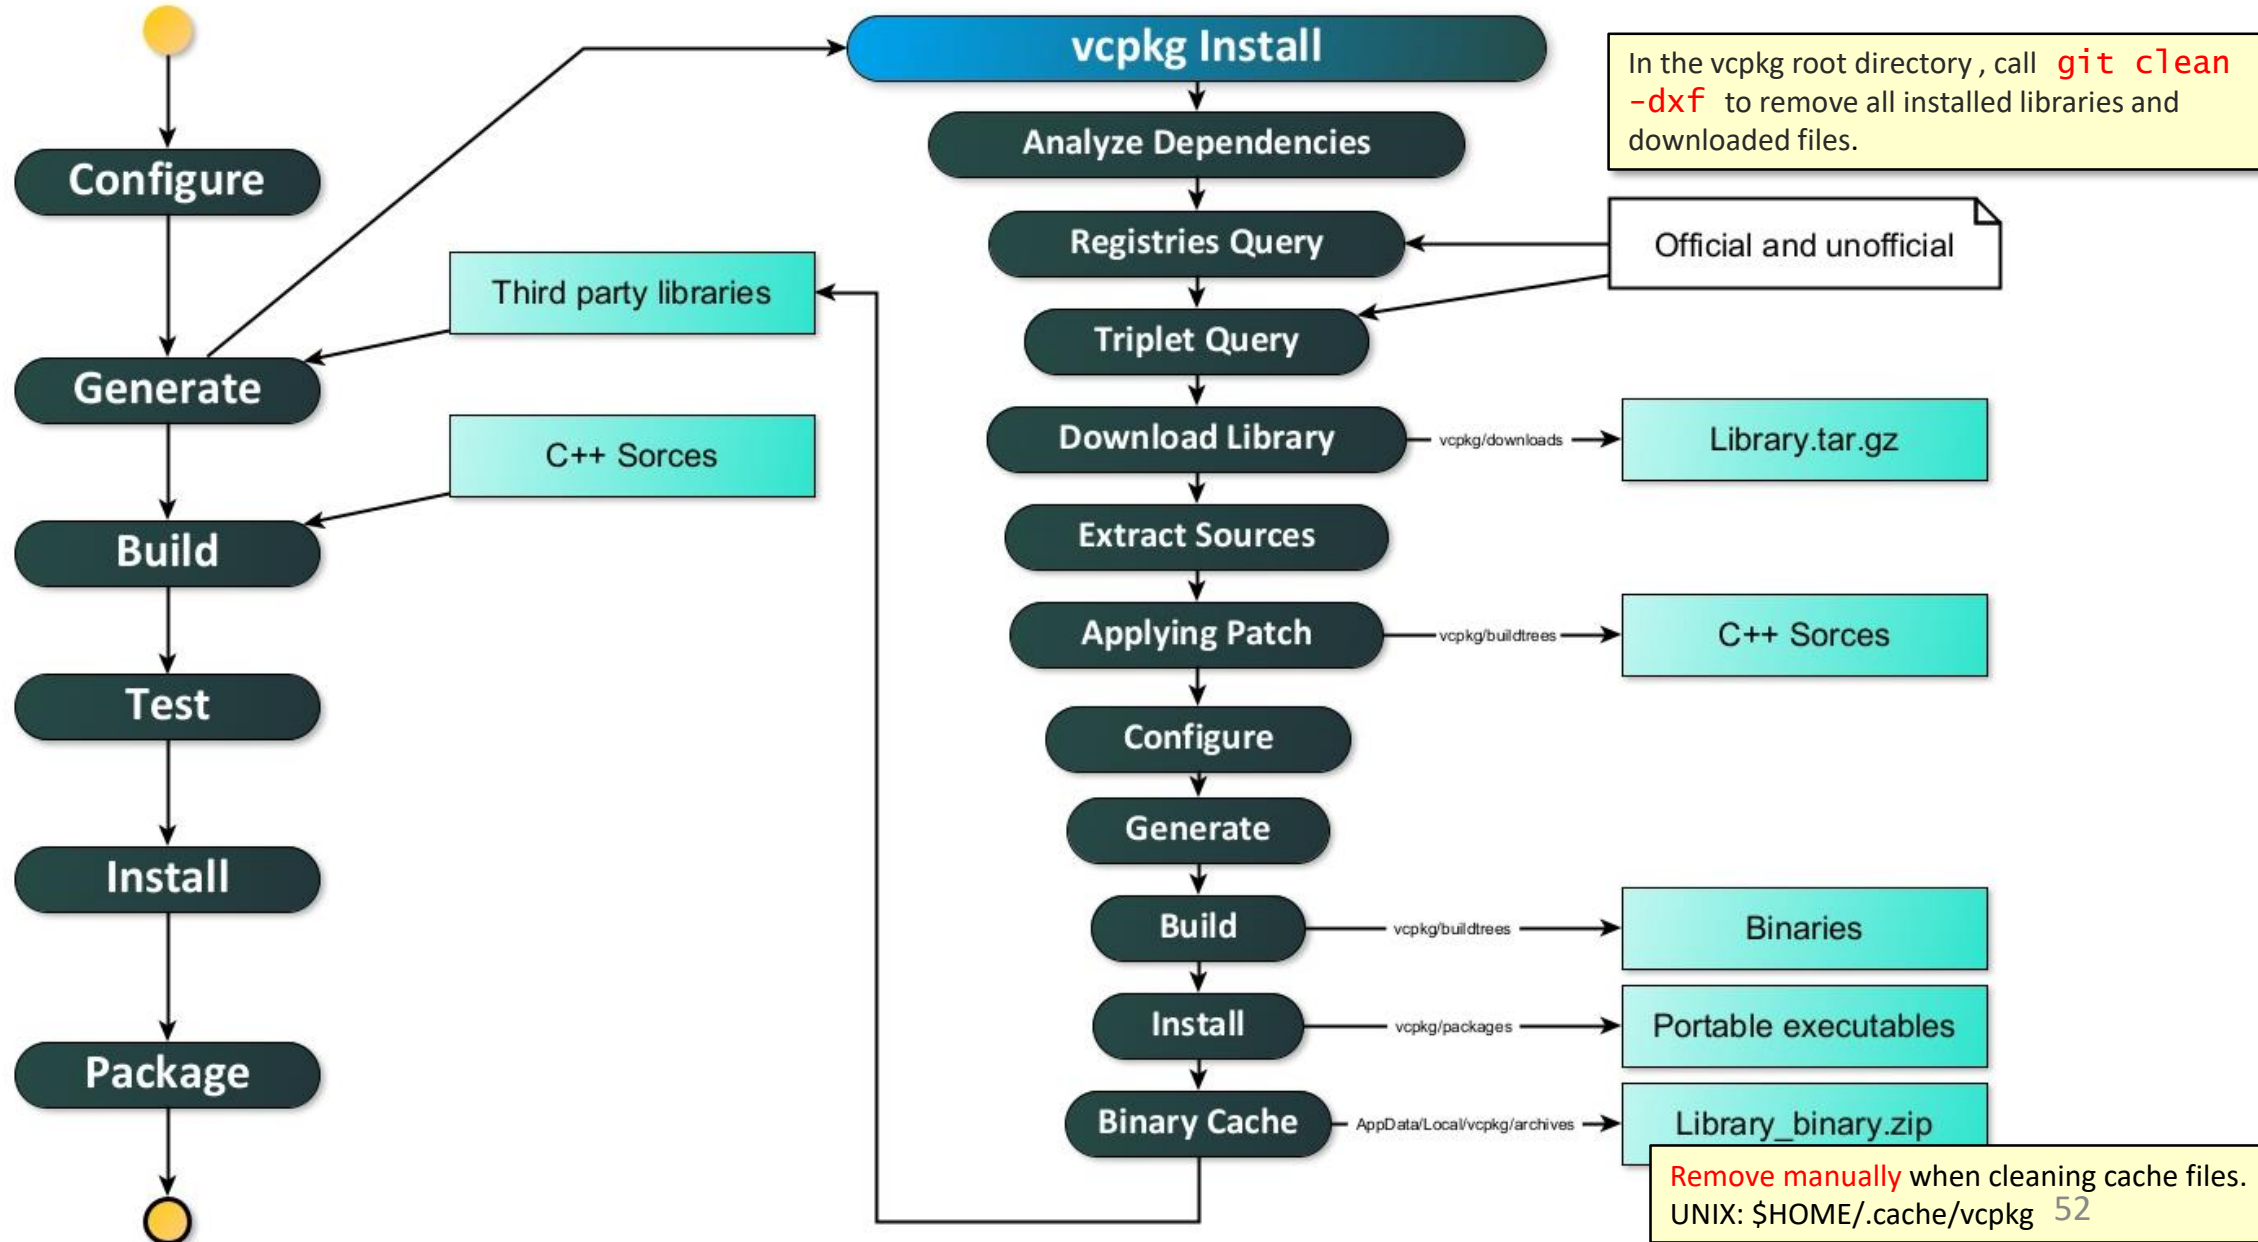 Configure
Generate
Build
Test
Install
Package
Third party libraries
C++ Sorces
vcpkg Install
Analyze Dependencies
Registries Query
Triplet Query
Download Library
Extract Sources
Applying Patch
Configure
Generate
Build
Install
Binary Cache
In the vcpkg root directory , call git clean
-dxf to remove all installed libraries and
downloaded files.
Official and unofficial
vcpkg/downloads
Library.tar.gz
vcpkg/buildtrees
C++ Sorces
vcpkg/buildtrees
Binaries
vcpkg/packages
Portable executables
AppData/Local/vcpkg/archives
Library_binary.zip
Remove manually when cleaning cache files.
UNIX: $HOME/.cache/vcpkg
52